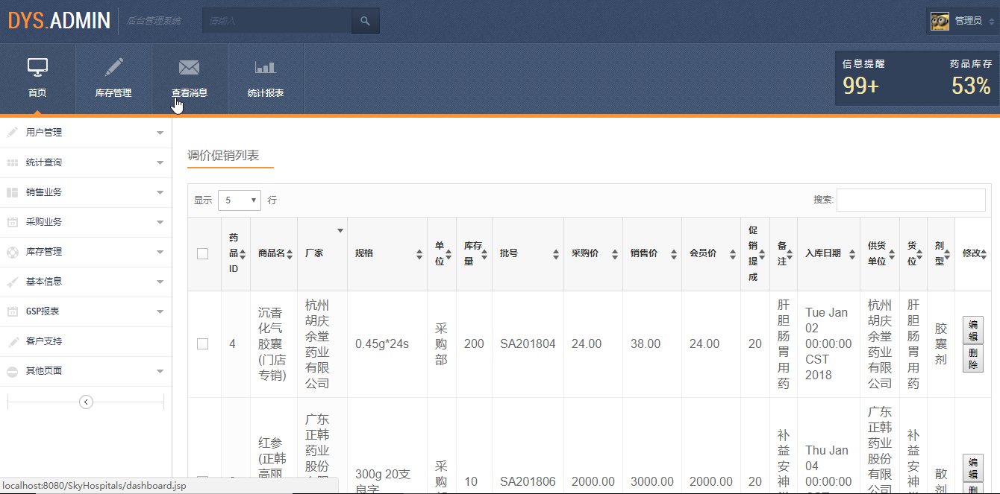 DYS.ADMIN 后台管理系统 请输入 管理员
首页 库存管理 查看消息 统计报表
信息提醒 药品库存
99+ 53%
用户管理
统计查询
销售业务
采购业务
库存管理
基本信息
GSP报表
客户支持
其他页面
调价促销列表
显示 5 行 搜索:
药品ID 商品名 厂家 规格 单位 库存量 批号 采购价 销售价 会员价 促销提成 备注 入库日期 供货单位 货位 剂型 修改
4 沉香化气胶囊(门店专销) 杭州胡庆余堂药业有限公司 0.45g*24s 采购部 200 SA201804 24.00 38.00 24.00 20 肝胆肠胃用药 Tue Jan 02 00:00:00 CST 2018 杭州胡庆余堂药业有限公司 肝胆肠胃用药 胶囊剂 编辑 删除
红参(正韩高丽 广东正韩药业股份有限 300g 20支良字 采购 10 SA201806 2000.00 3000.00 2000.00 20 补益安神 Thu Jan 04 00:00:00 广东正韩药业股份有限 补益安神 散剂 编辑
localhost:8080/SkyHospitals/dashboard.jsp